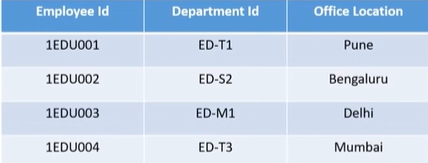 Employee Id Department Id Office Location
1EDU001 ED-T1 Pune
1EDU002 ED-S2 Bengaluru
1EDU003 ED-M1 Delhi
1EDU004 ED-T3 Mumbai